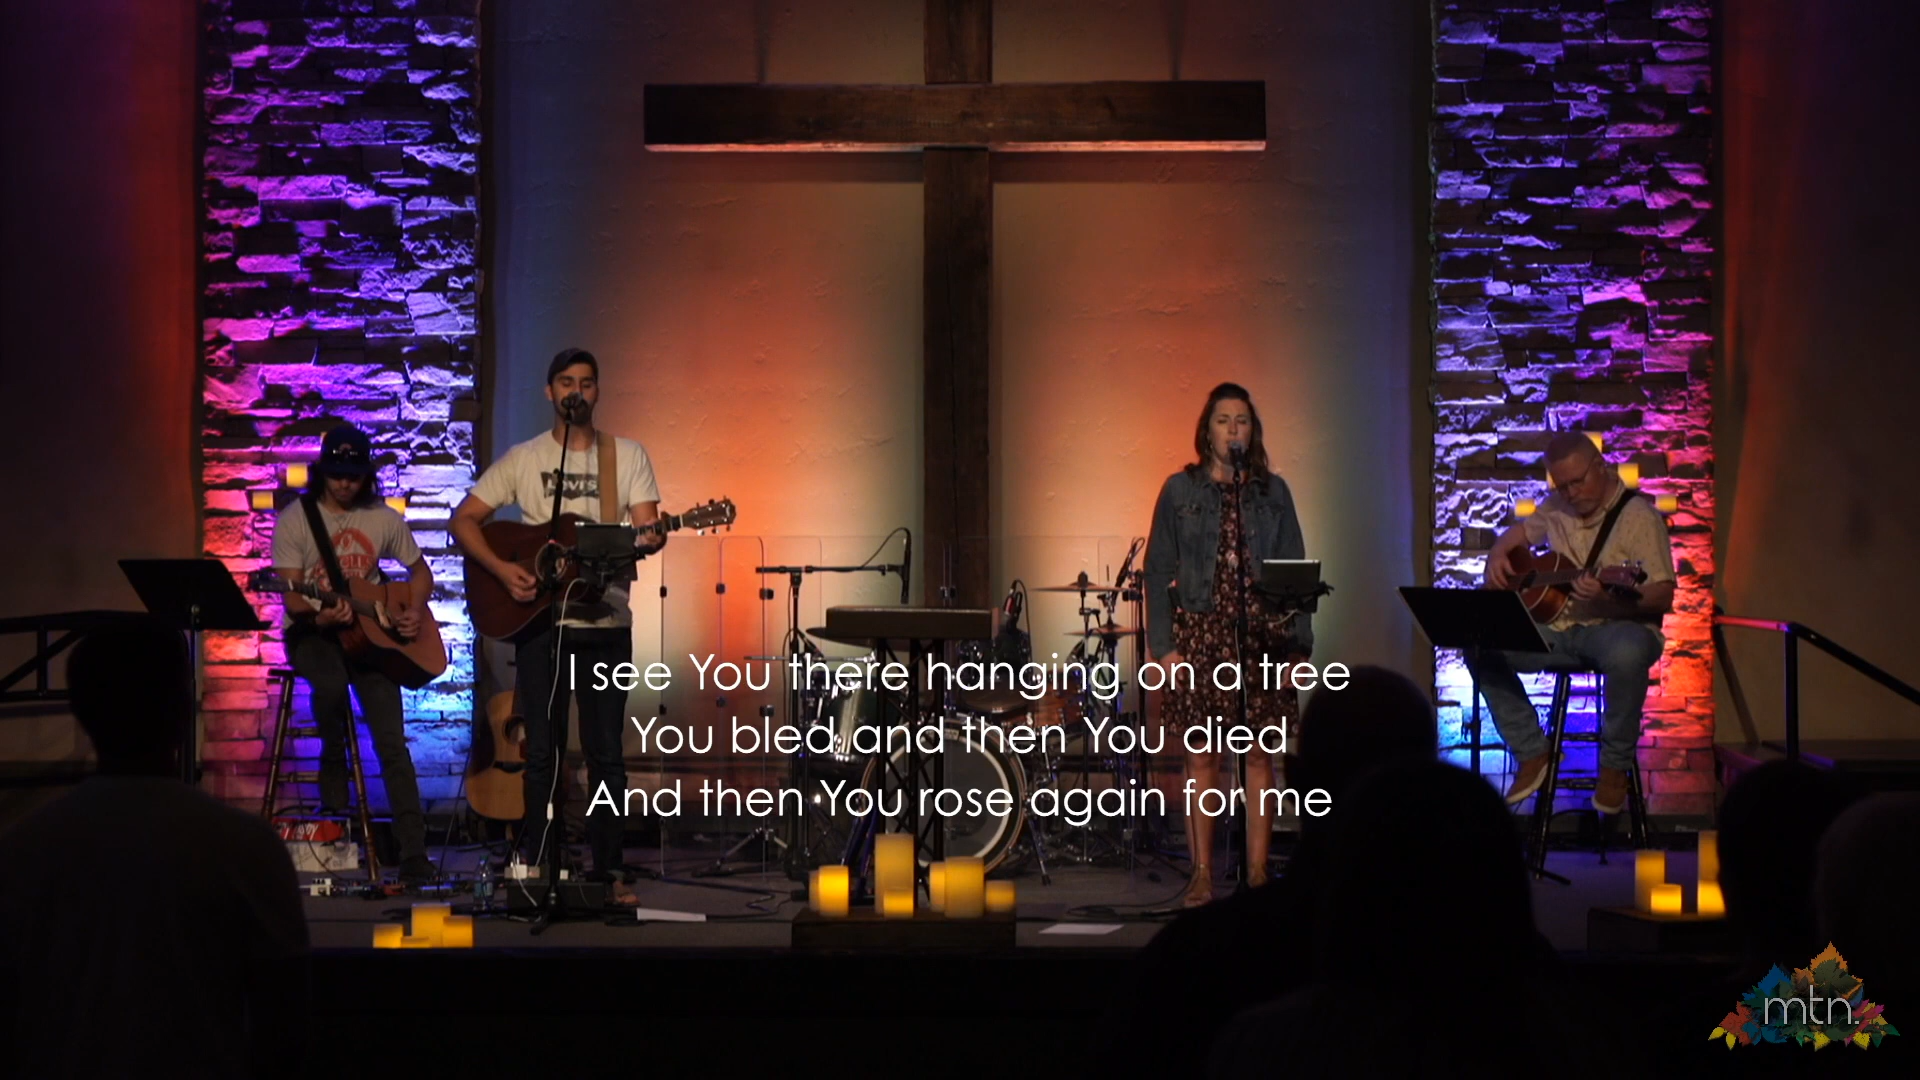 LEVI'S
I see You there hanging on a tree
You bled and then You died
And then You rose again for me
mtn.